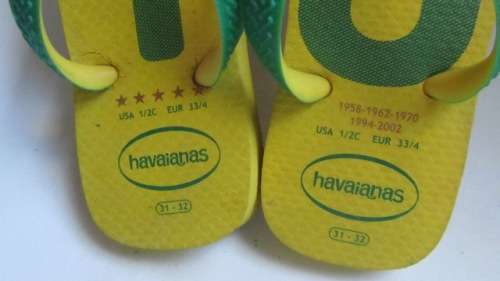 ★★★★★
USA 1/2C EUR 33/4
havaianas
31 - 32
1958-1962-1970
1994-2002
USA 1/2C EUR 33/4
havaianas
31 - 32